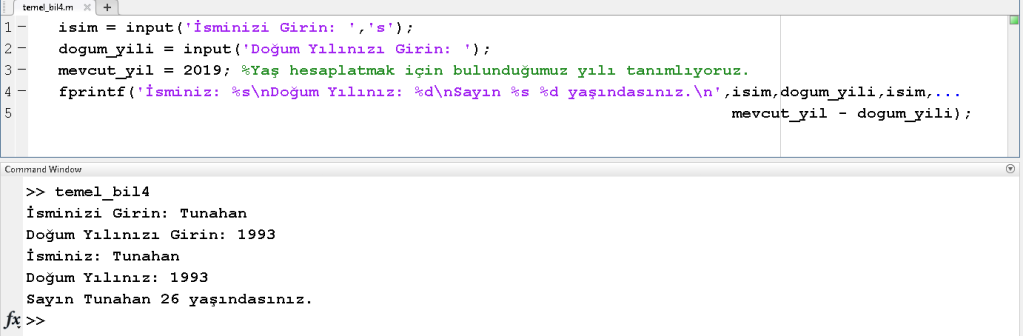 temel_bil4.m × +
1 – isim = input('İsminizi Girin: ','s');
2 – dogum_yili = input('Doğum Yılınızı Girin: ');
3 – mevcut_yil = 2019; %Yaş hesaplatmak için bulunduğumuz yılı tanımlıyoruz.
4 – fprintf('İsminiz: %s\nDoğum Yılınız: %d\nSayın %s %d yaşındasınız.\n',isim,dogum_yili,isim,...
5 mevcut_yil - dogum_yili);
Command Window
>> temel_bil4
İsminizi Girin: Tunahan
Doğum Yılınızı Girin: 1993
İsminiz: Tunahan
Doğum Yılınız: 1993
Sayın Tunahan 26 yaşındasınız.
fx >>